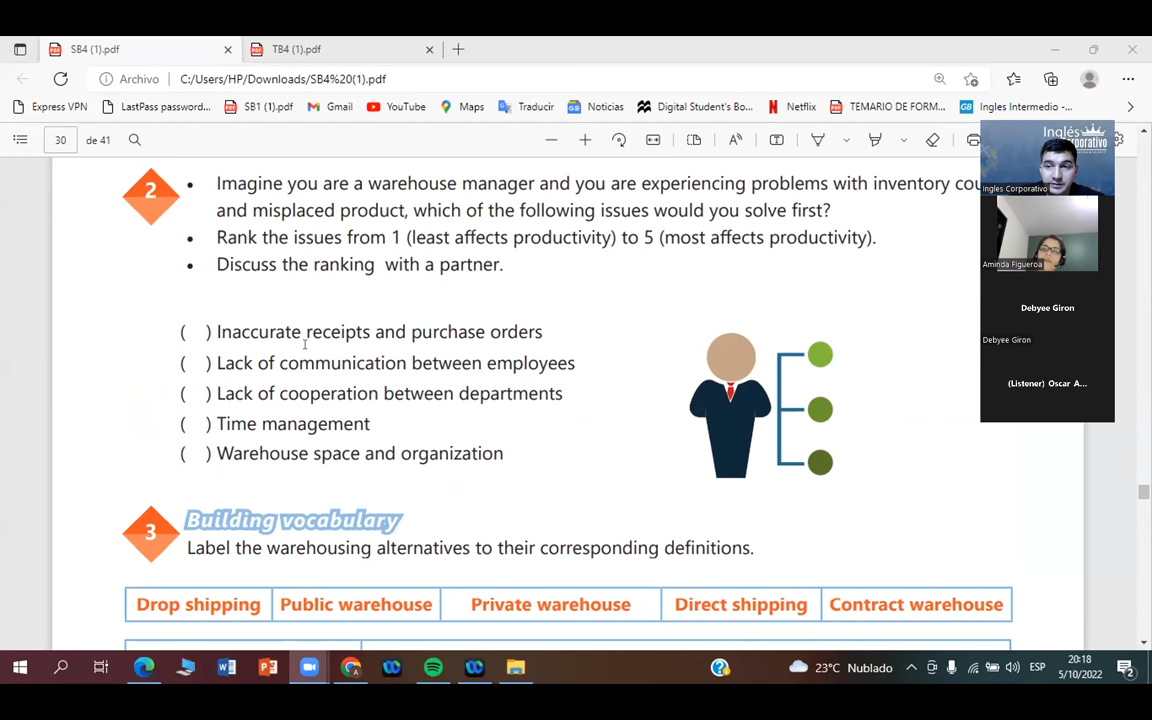 SB4 (1).pdf
TB4 (1).pdf
Archivo
C:/Users/HP/Downloads/SB4%20(1).pdf
Express VPN
LastPass password...
SB1 (1).pdf
Gmail
YouTube
Maps
Traducir
Noticias
Digital Student's Bo...
Netflix
TEMARIO DE FORM...
Ingles Intermedio -...
30
de 41
Inglés
Corporativo
Ingles Corporativo
Aminda Figueroa
Debyee Giron
Debyee Giron
(Listener) Oscar A...
2
• Imagine you are a warehouse manager and you are experiencing problems with inventory
and misplaced product, which of the following issues would you solve first?
• Rank the issues from 1 (least affects productivity) to 5 (most affects productivity).
• Discuss the ranking with a partner.
( ) Inaccurate receipts and purchase orders
( ) Lack of communication between employees
( ) Lack of cooperation between departments
( ) Time management
( ) Warehouse space and organization
3
Building vocabulary
Label the warehousing alternatives to their corresponding definitions.
Drop shipping
Public warehouse
Private warehouse
Direct shipping
Contract warehouse
23°C Nublado
ESP
20:18
5/10/2022
2